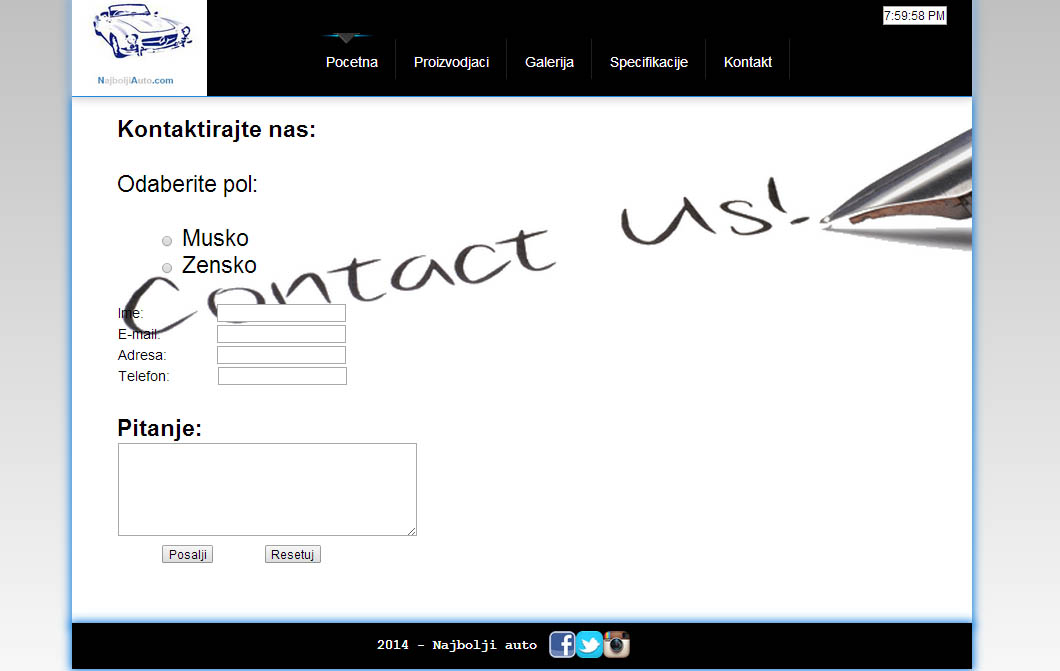 7:59:58 PM
NajboljiAuto.com
Pocetna Proizvodjaci Galerija Specifikacije Kontakt
Kontaktirajte nas:
Odaberite pol:
Musko
Zensko
Contact us!
Ime:
E-mail:
Adresa:
Telefon:
Pitanje:
Posalji Resetuj
2014 - Najbolji auto